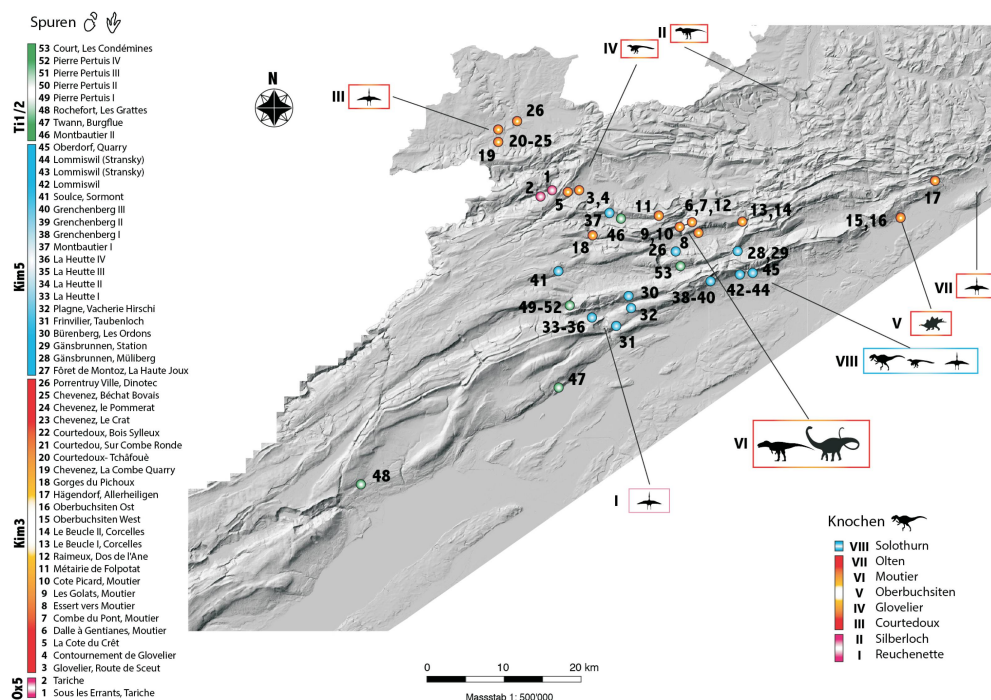 Spuren
53 Court, Les Condémines
52 Pierre Pertuis IV
51 Pierre Pertuis III
50 Pierre Pertuis II
49 Pierre Pertuis I
48 Rochefort, Les Grattes
47 Twann, Burgflue
46 Montbautier II
Ti1/2
45 Oberdorf, Quarry
44 Lommiswil (Stransky)
43 Lommiswil (Stransky)
42 Lommiswil
41 Soulce, Sormont
40 Grenchenberg III
39 Grenchenberg II
38 Grenchenberg I
37 Montbautier I
36 La Heutte IV
35 La Heutte III
34 La Heutte II
33 La Heutte I
32 Plagne, Vacherie Hirschi
31 Frinvilier, Taubenloch
30 Bürenberg, Les Ordons
29 Gänsbrunnen, Station
28 Gänsbrunnen, Müliberg
27 Fôret de Montoz, La Haute Joux
Kim5
26 Porrentruy Ville, Dinotec
25 Chevenez, Béchat Bovais
24 Chevenez, le Pommerat
23 Chevenez, Le Crat
22 Courtedoux, Bois Sylleux
21 Courtedou, Sur Combe Ronde
20 Courtedoux- Tchâfouè
19 Chevenez, La Combe Quarry
18 Gorges du Pichoux
17 Hägendorf, Allerheiligen
16 Oberbuchsiten Ost
15 Oberbuchsiten West
14 Le Beucle II, Corcelles
13 Le Beucle I, Corcelles
12 Raimeux, Dos de l'Ane
11 Métairie de Folpotat
10 Cote Picard, Moutier
9 Les Golats, Moutier
8 Essert vers Moutier
7 Combe du Pont, Moutier
6 Dalle à Gentianes, Moutier
5 La Cote du Crêt
4 Contournement de Glovelier
3 Glovelier, Route de Sceut
Kim3
2 Tariche
1 Sous les Errants, Tariche
Ox5
N
II
IV
III
26
20-25
19
1
2
5
3,4
37
46
18
11
6,7,12
9,10
8
26
53
13,14
28,29
45
42-44
38-40
15,16
17
41
49-52
33-36
30
32
31
47
48
VII
V
VIII
VI
I
Knochen
VIII Solothurn
VII Olten
VI Moutier
V Oberbuchsiten
IV Glovelier
III Courtedoux
II Silberloch
I Reuchenette
0 10 20 km
Massstab 1: 500'000